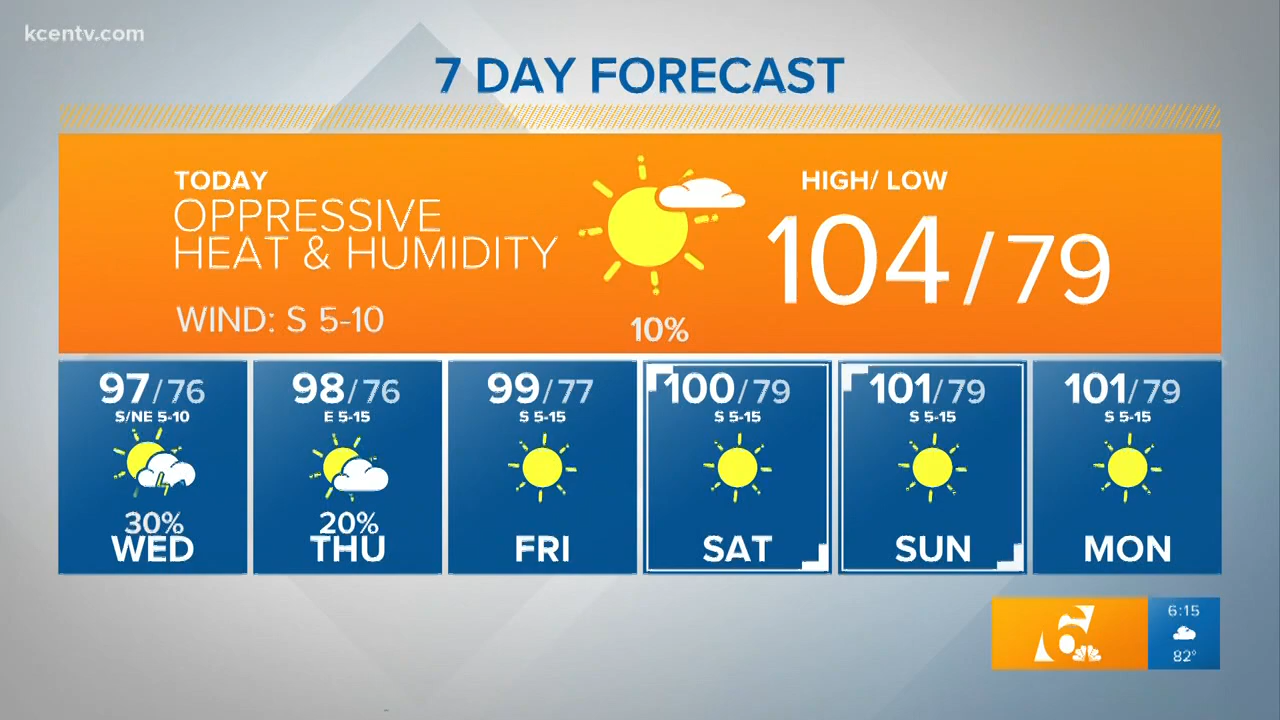 kcentv.com
7 DAY FORECAST
TODAY
OPPRESSIVE
HEAT & HUMIDITY
WIND: S 5-10
10%
HIGH/ LOW
104/79
97/76
S/NE 5-10
30%
WED
98/76
E 5-15
20%
THU
99/77
S 5-15
FRI
100/79
S 5-15
SAT
101/79
S 5-15
SUN
101/79
S 5-15
MON
6
6:15
82°